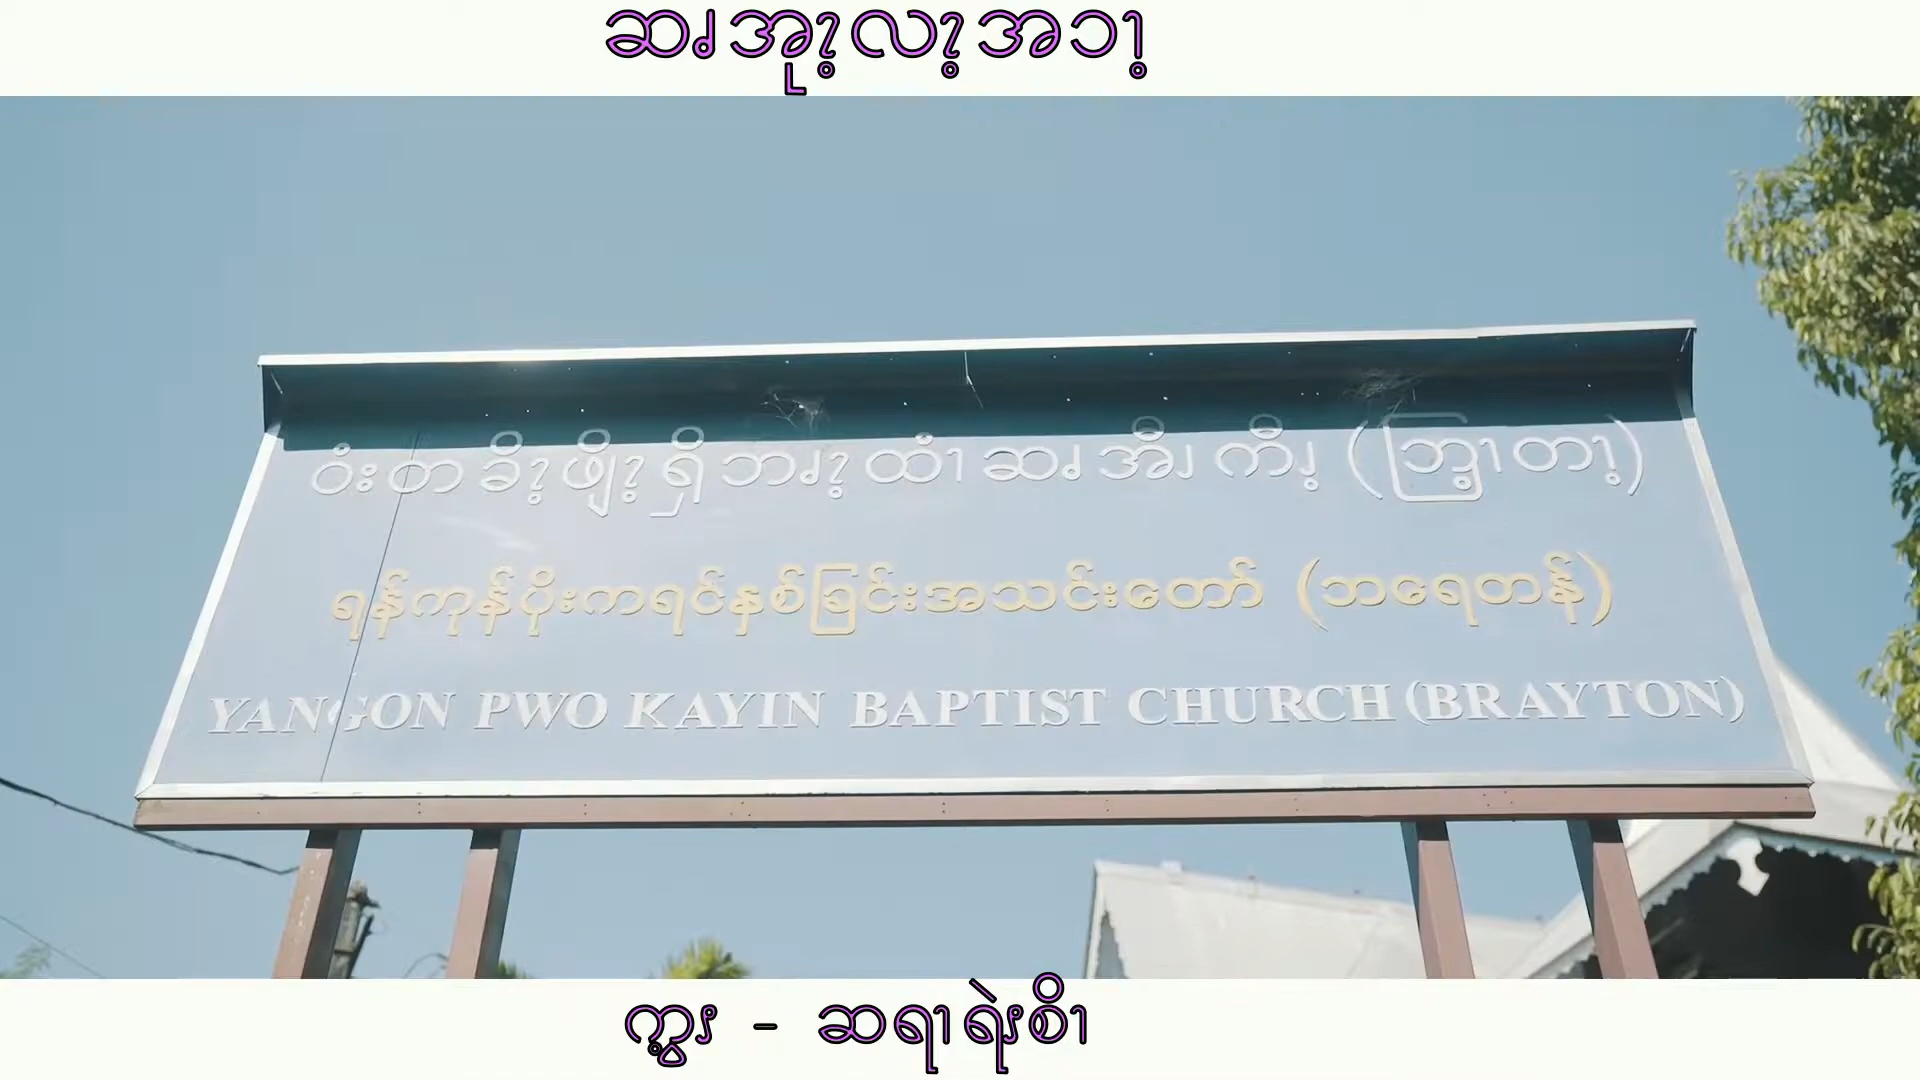 ဆၧအုၩ့လၩ့အၥၫ့
ဝံးတခိၩ့ဖျိၩ့ရှိဘၧၩ့ထံၫဆၧအီၪကီၪ့ (ဘြၫ့ၫတၫ့)
ရန်ကုန်ပိုးကရင်နှစ်ခြင်းအသင်းတော် (ဘရေတန်)
YANGON PWO KAYIN BAPTIST CHURCH (BRAYTON)
ကွ့ၭ - ဆရၫရဲၭစိၫ